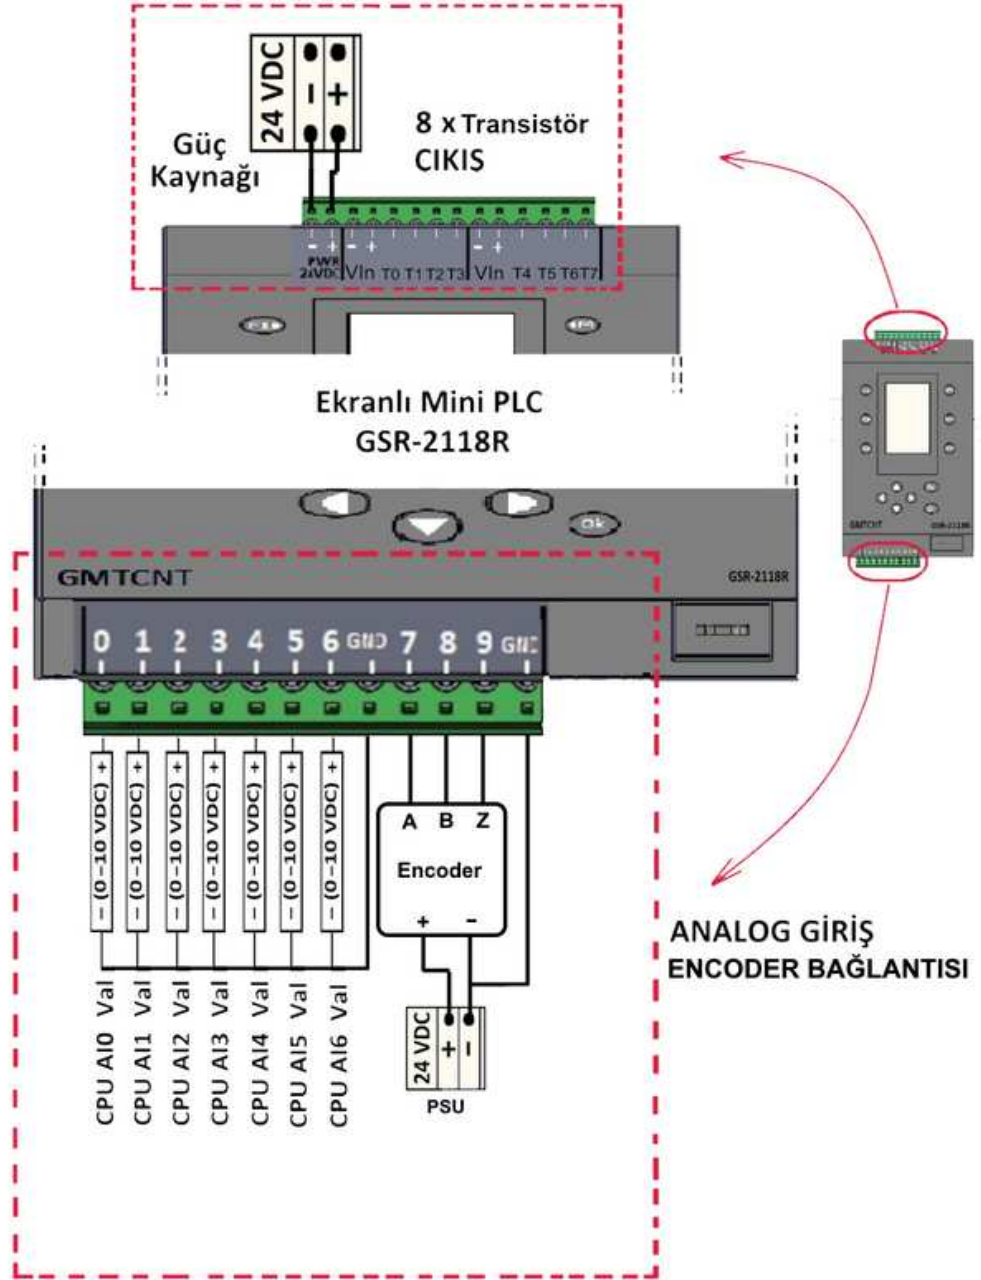 24 VDC
- +
Güç
Kaynağı
8 x Transistör
CIKIS
- + - + - +
PWR
24VDC VIn T0 T1 T2 T3 VIn T4 T5 T6 T7
Ekranlı Mini PLC
GSR-2118R
Ok
GMTCNT
GSR-2118R
0 1 2 3 4 5 6 GND 7 8 9 GND
- (0-10 VDC) +
- (0-10 VDC) +
- (0-10 VDC) +
- (0-10 VDC) +
- (0-10 VDC) +
- (0-10 VDC) +
- (0-10 VDC) +
CPU AI0 Val
CPU AI1 Val
CPU AI2 Val
CPU AI3 Val
CPU AI4 Val
CPU AI5 Val
CPU AI6 Val
A B Z
Encoder
+ -
24 VDC
+ -
PSU
GMTCNT
GSR-2118R
ANALOG GİRİŞ
ENCODER BAĞLANTISI